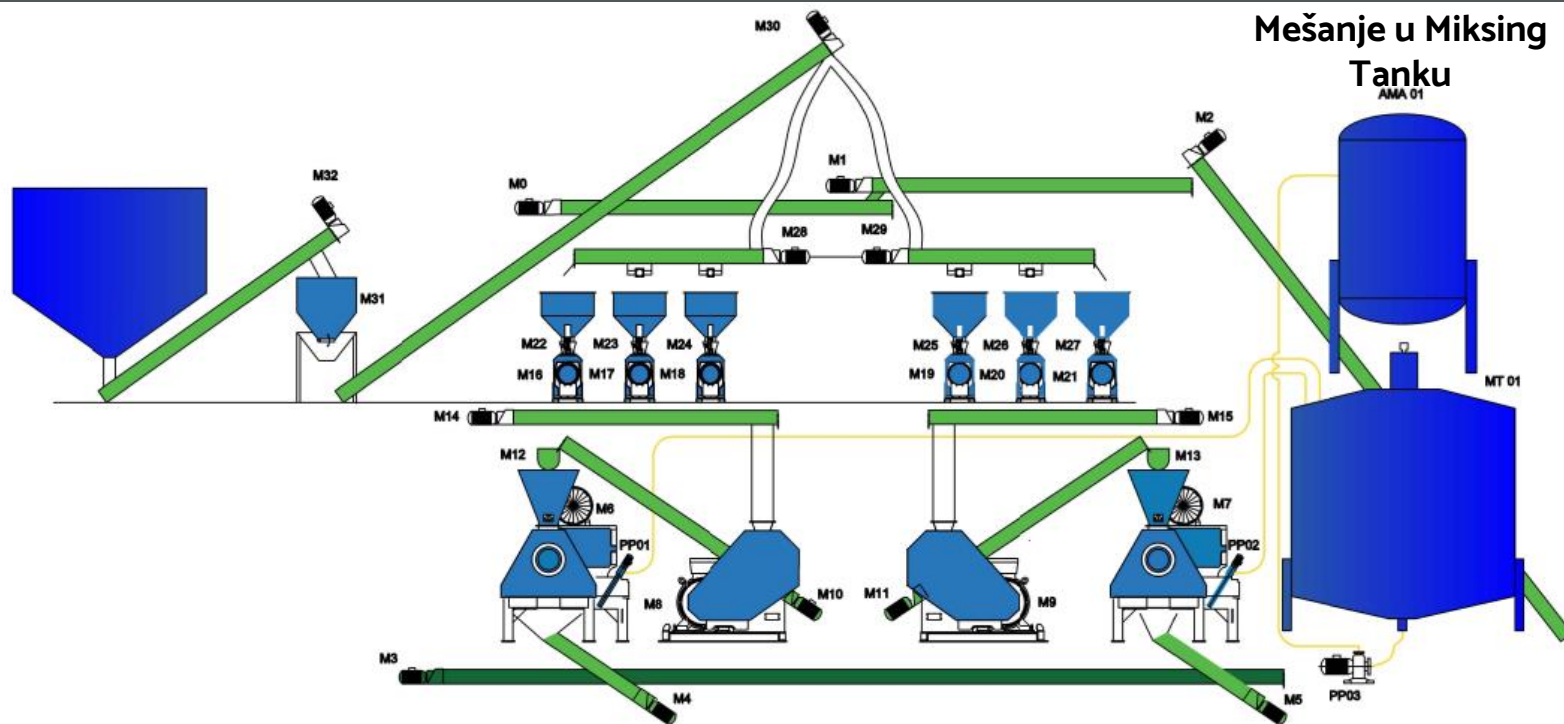 Mešanje u Miksing
Tanku
M30
AMA 01
M2
M1
M32
M0
M28
M29
M31
M22
M23
M24
M25
M26
M27
M16
M17
M18
M19
M20
M21
MT 01
M14
M15
M12
M13
M6
M7
PP01
PP02
M8
M10
M11
M9
M3
M4
M5
PP03